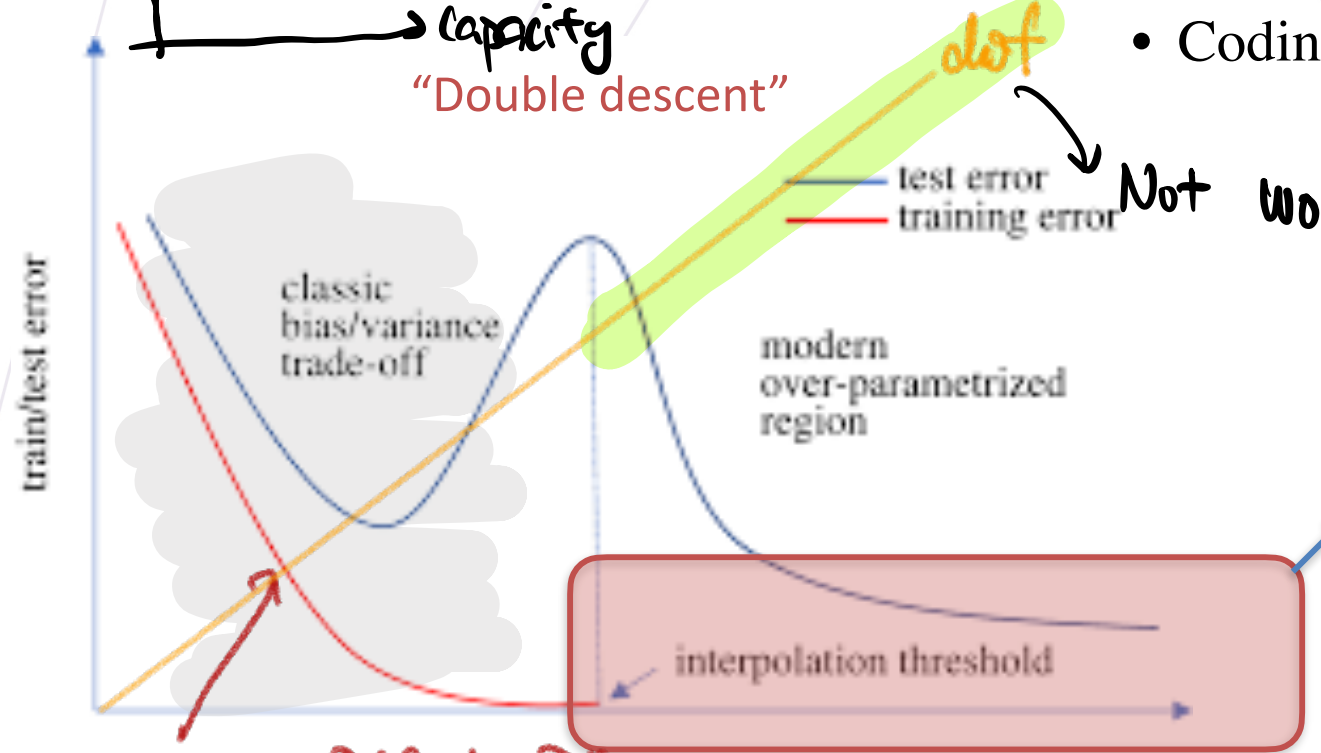 capacity
dof
• Codin
"Double descent"
test error
training error
Not wo
classic
bias/variance
trade-off
modern
over-parametrized
region
train/test error
interpolation threshold